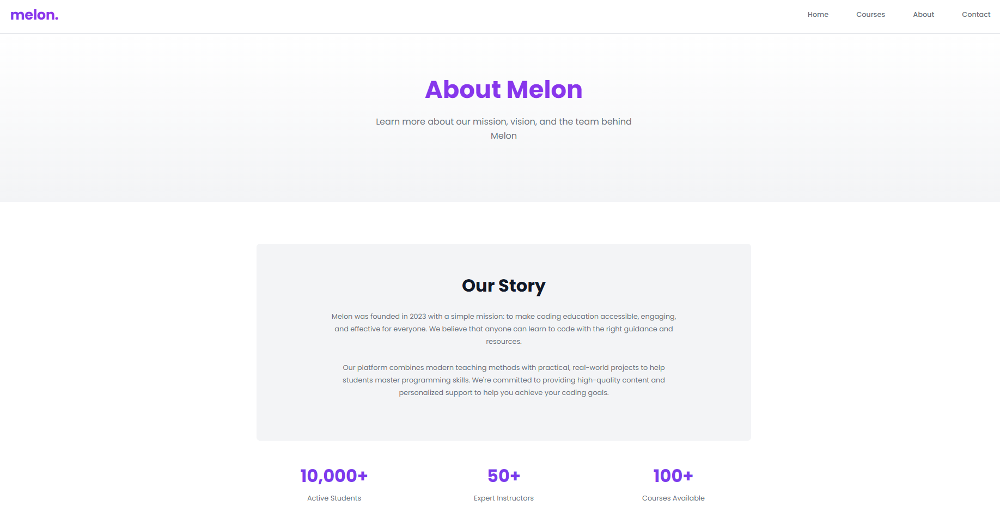 melon.
Home Courses About Contact
About Melon
Learn more about our mission, vision, and the team behind
Melon
Our Story
Melon was founded in 2023 with a simple mission: to make coding education accessible, engaging,
and effective for everyone. We believe that anyone can learn to code with the right guidance and
resources.
Our platform combines modern teaching methods with practical, real-world projects to help
students master programming skills. We're committed to providing high-quality content and
personalized support to help you achieve your coding goals.
10,000+ 50+ 100+
Active Students Expert Instructors Courses Available